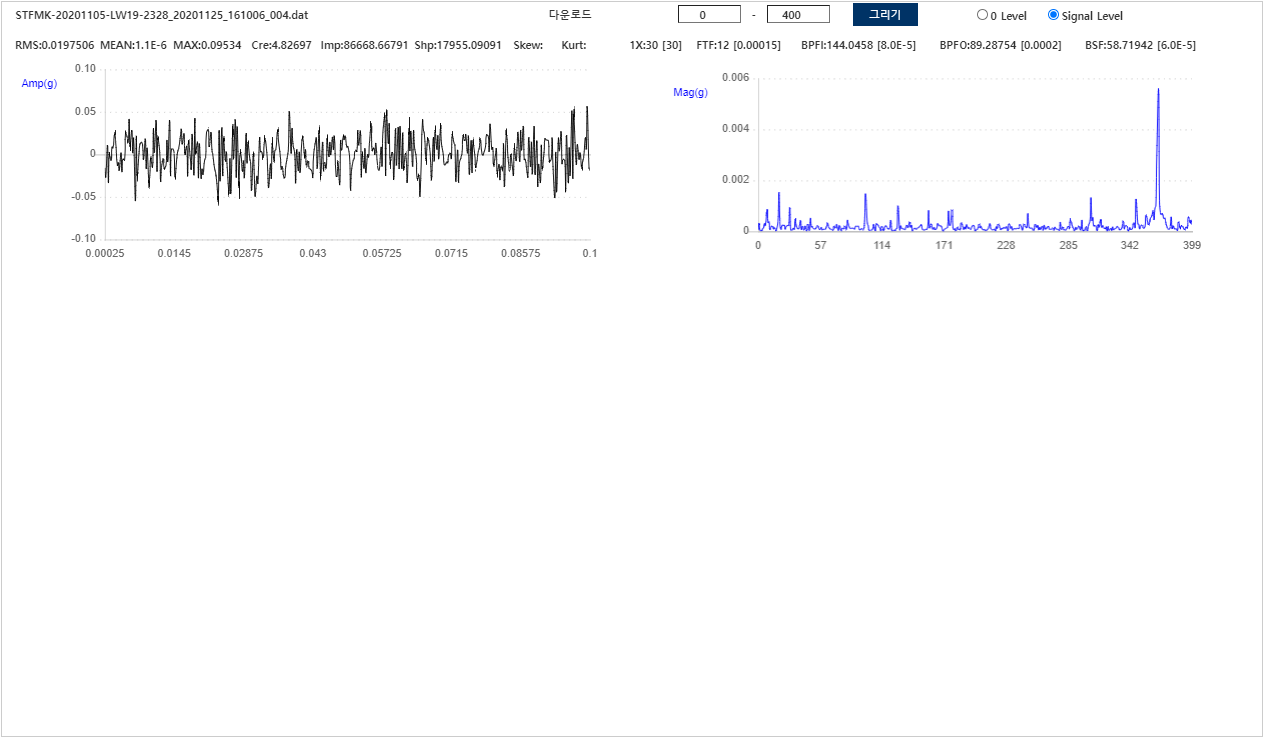 STFMK-20201105-LW19-2328_20201125_161006_004.dat 다운로드 0 - 400 그리기 0 Level Signal Level
RMS:0.0197506 MEAN:1.1E-6 MAX:0.09534 Cre:4.82697 Imp:86668.66791 Shp:17955.09091 Skew: Kurt: 1X:30 [30] FTF:12 [0.00015] BPFI:144.0458 [8.0E-5] BPFO:89.28754 [0.0002] BSF:58.71942 [6.0E-5]
Amp(g)
0.10
0.05
0
-0.05
-0.10
0.00025 0.0145 0.02875 0.043 0.05725 0.0715 0.08575 0.1
Mag(g)
0.006
0.004
0.002
0
0 57 114 171 228 285 342 399